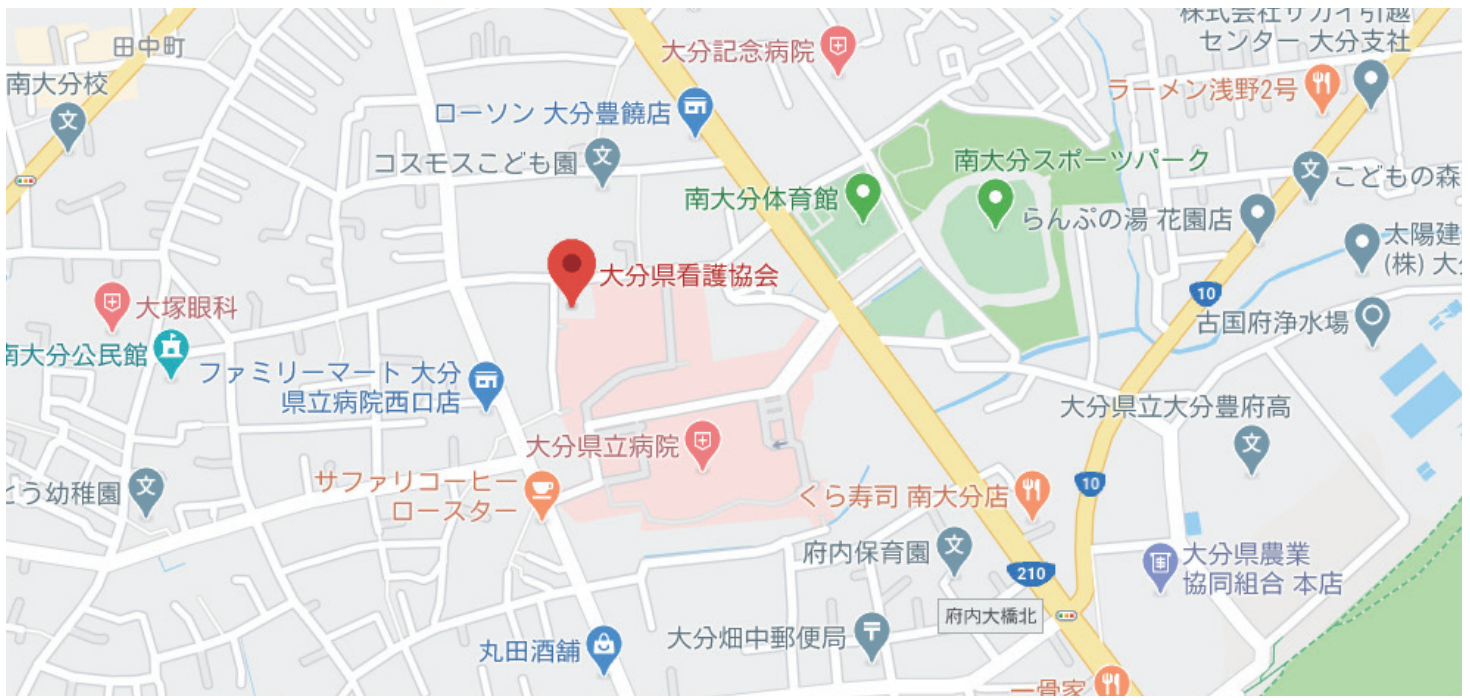 株式会社サカイ引越
センター 大分支社
田中町
大分記念病院
南大分校
ラーメン浅野2号
ローソン 大分豊饒店
コスモスこども園
南大分スポーツパーク
こどもの森
南大分体育館
らんぷの湯 花園店
太陽建
(株) 大分
大分県看護協会
10
大塚眼科
古国府浄水場
南大分公民館
ファミリーマート 大分
県立病院西口店
大分県立大分豊府高
大分県立病院
サファリコーヒー
ロースター
とう幼稚園
10
くら寿司 南大分店
府内保育園
大分県農業
協同組合 本店
210
府内大橋北
大分畑中郵便局
丸田酒舗
一骨家